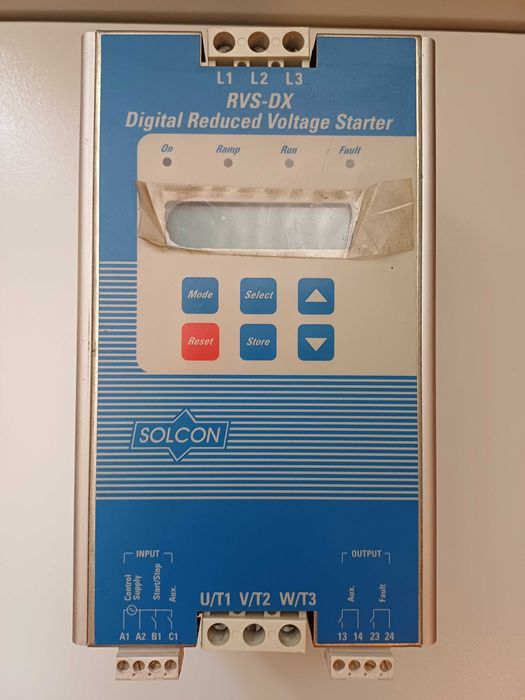 L1 L2 L3
RVS-DX
Digital Reduced Voltage Starter
On Ramp Run Fault
Mode Select
Reset Store
SOLCON
INPUT
Control
Supply
Start/Stop
Aux.
A1 A2 B1 C1
U/T1 V/T2 W/T3
OUTPUT
Aux.
Fault
13 14 23 24